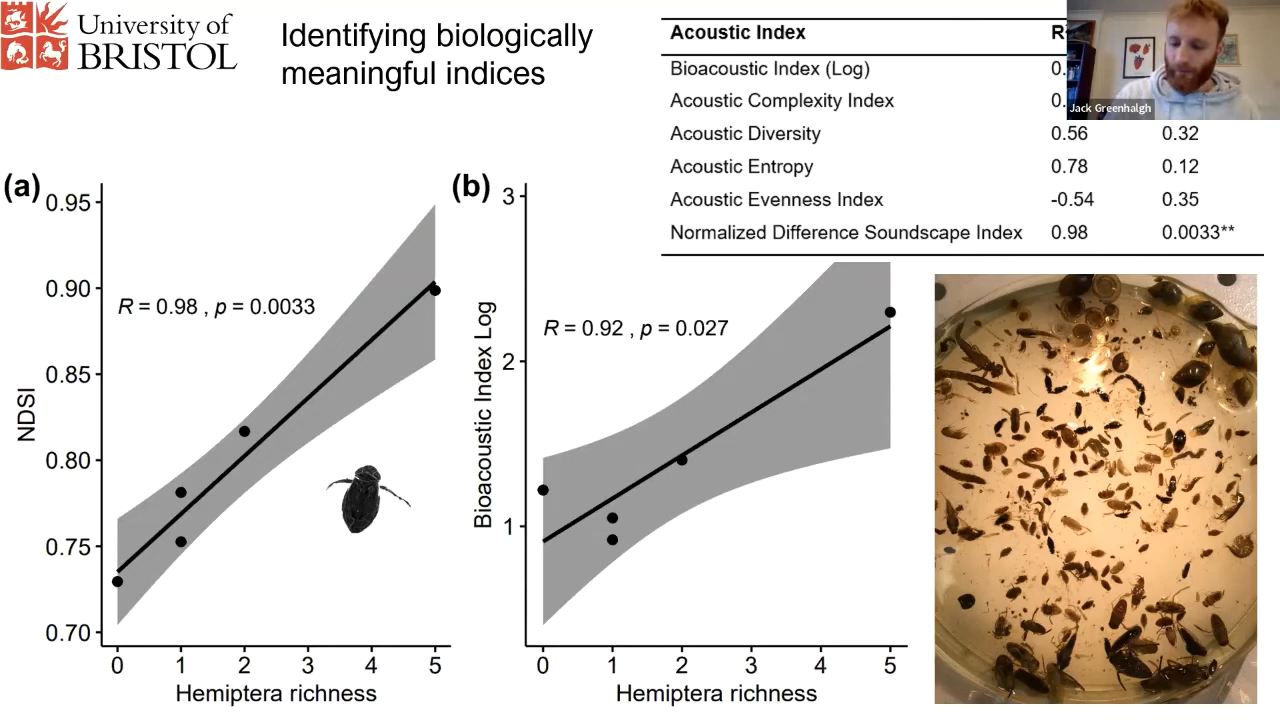 University of
BRISTOL
Identifying biologically
meaningful indices
Acoustic Index
Bioacoustic Index (Log) 0.
Acoustic Complexity Index 0.
Acoustic Diversity 0.56 0.32
Acoustic Entropy 0.78 0.12
Acoustic Evenness Index -0.54 0.35
Normalized Difference Soundscape Index 0.98 0.0033**
Jack Greenhalgh
(a)
0.95
0.90
0.85
0.80
0.75
0.70
NDSI
R = 0.98 , p = 0.0033
0 1 2 3 4 5
Hemiptera richness
(b)
3
2
1
Bioacoustic Index Log
R = 0.92 , p = 0.027
0 1 2 3 4 5
Hemiptera richness